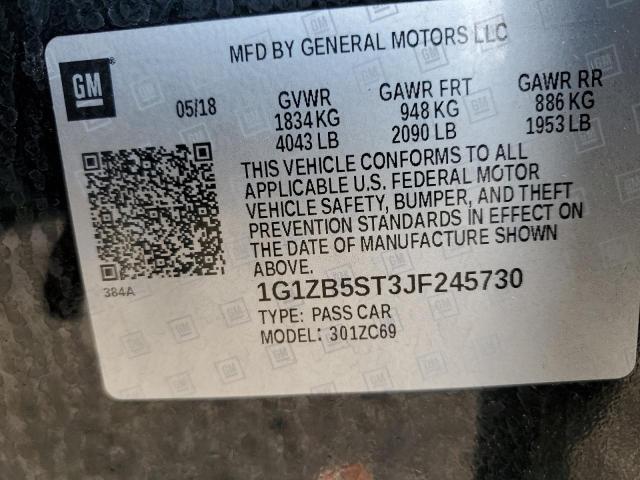 GM
MFD BY GENERAL MOTORS LLC
05/18
GVWR
1834 KG
4043 LB
GAWR FRT
948 KG
2090 LB
GAWR RR
886 KG
1953 LB
THIS VEHICLE CONFORMS TO ALL
APPLICABLE U.S. FEDERAL MOTOR
VEHICLE SAFETY, BUMPER, AND THEFT
PREVENTION STANDARDS IN EFFECT ON
THE DATE OF MANUFACTURE SHOWN
ABOVE.
384A
1G1ZB5ST3JF245730
TYPE: PASS CAR
MODEL: 301ZC69